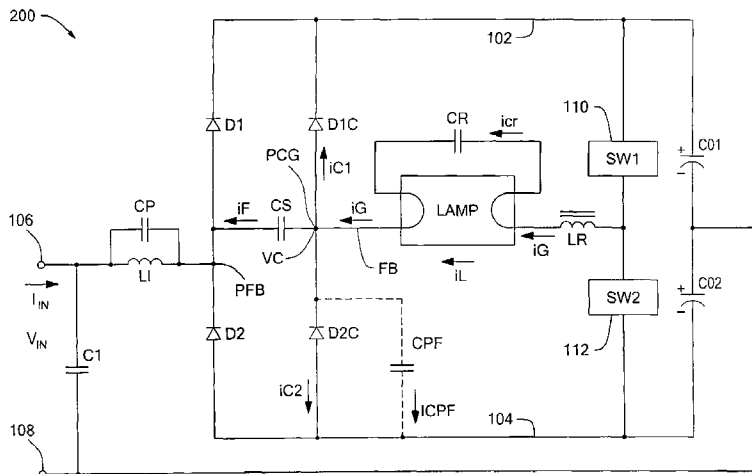 200
102
D1
D1C
CR
icr
110
C01
+
-
PCG
iC1
SW1
106
CP
iF
CS
iG
LAMP
VC
FB
iG
LR
iL
LI
PFB
IIN
VIN
D2
D2C
CPF
SW2
C02
+
-
112
C1
iC2
ICPF
104
108